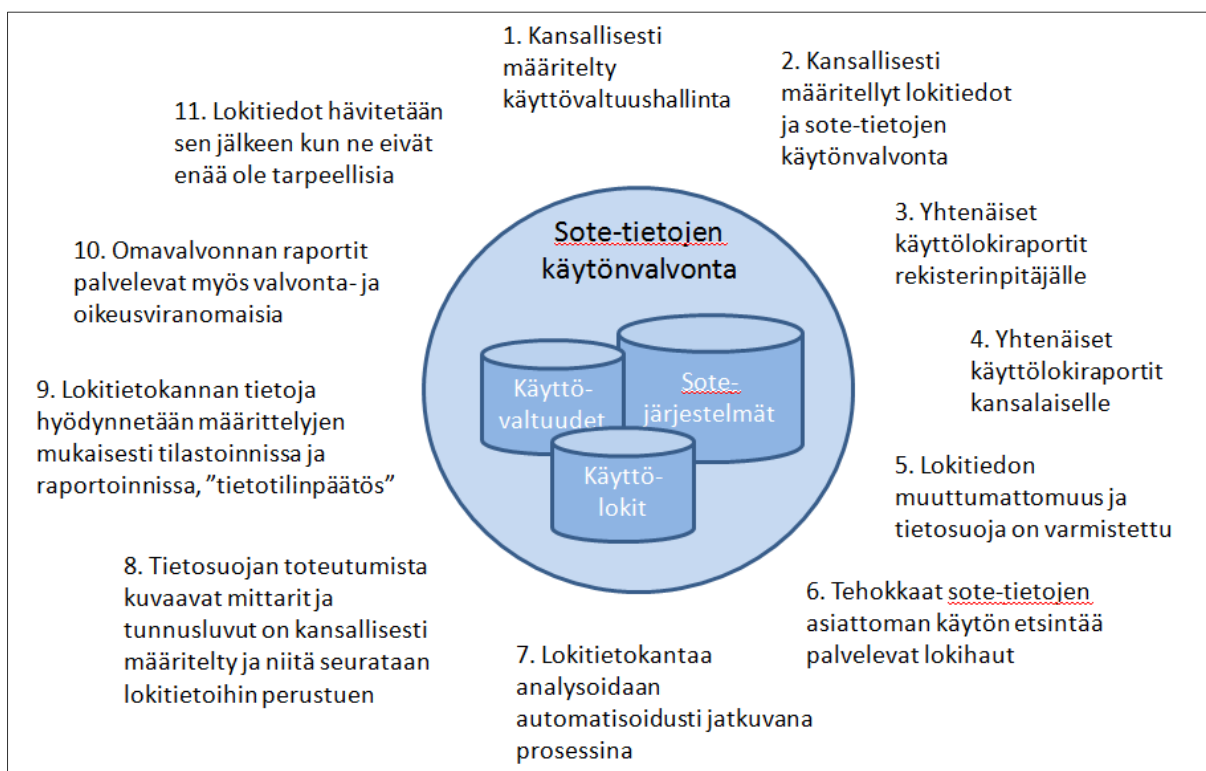 1. Kansallisesti
määritelty
käyttövaltuushallinta
2. Kansallisesti
määritellyt lokitiedot
ja sote-tietojen
käytönvalvonta
3. Yhtenäiset
käyttölokiraportit
rekisterinpitäjälle
4. Yhtenäiset
käyttölokiraportit
kansalaiselle
5. Lokitiedon
muuttumattomuus ja
tietosuoja on varmistettu
6. Tehokkaat sote-tietojen
asiattoman käytön etsintää
palvelevat lokihaut
7. Lokitietokantaa
analysoidaan
automatisoidusti jatkuvana
prosessina
8. Tietosuojan toteutumista
kuvaavat mittarit ja
tunnusluvut on kansallisesti
määritelty ja niitä seurataan
lokitietoihin perustuen
9. Lokitietokannan tietoja
hyödynnetään määrittelyjen
mukaisesti tilastoinnissa ja
raportoinnissa, ”tietotilinpäätös”
10. Omavalvonnan raportit
palvelevat myös valvonta- ja
oikeusviranomaisia
11. Lokitiedot hävitetään
sen jälkeen kun ne eivät
enää ole tarpeellisia
Sote-tietojen
käytönvalvonta
Käyttö-
valtuudet
Sote-
järjestelmät
Käyttö-
lokit